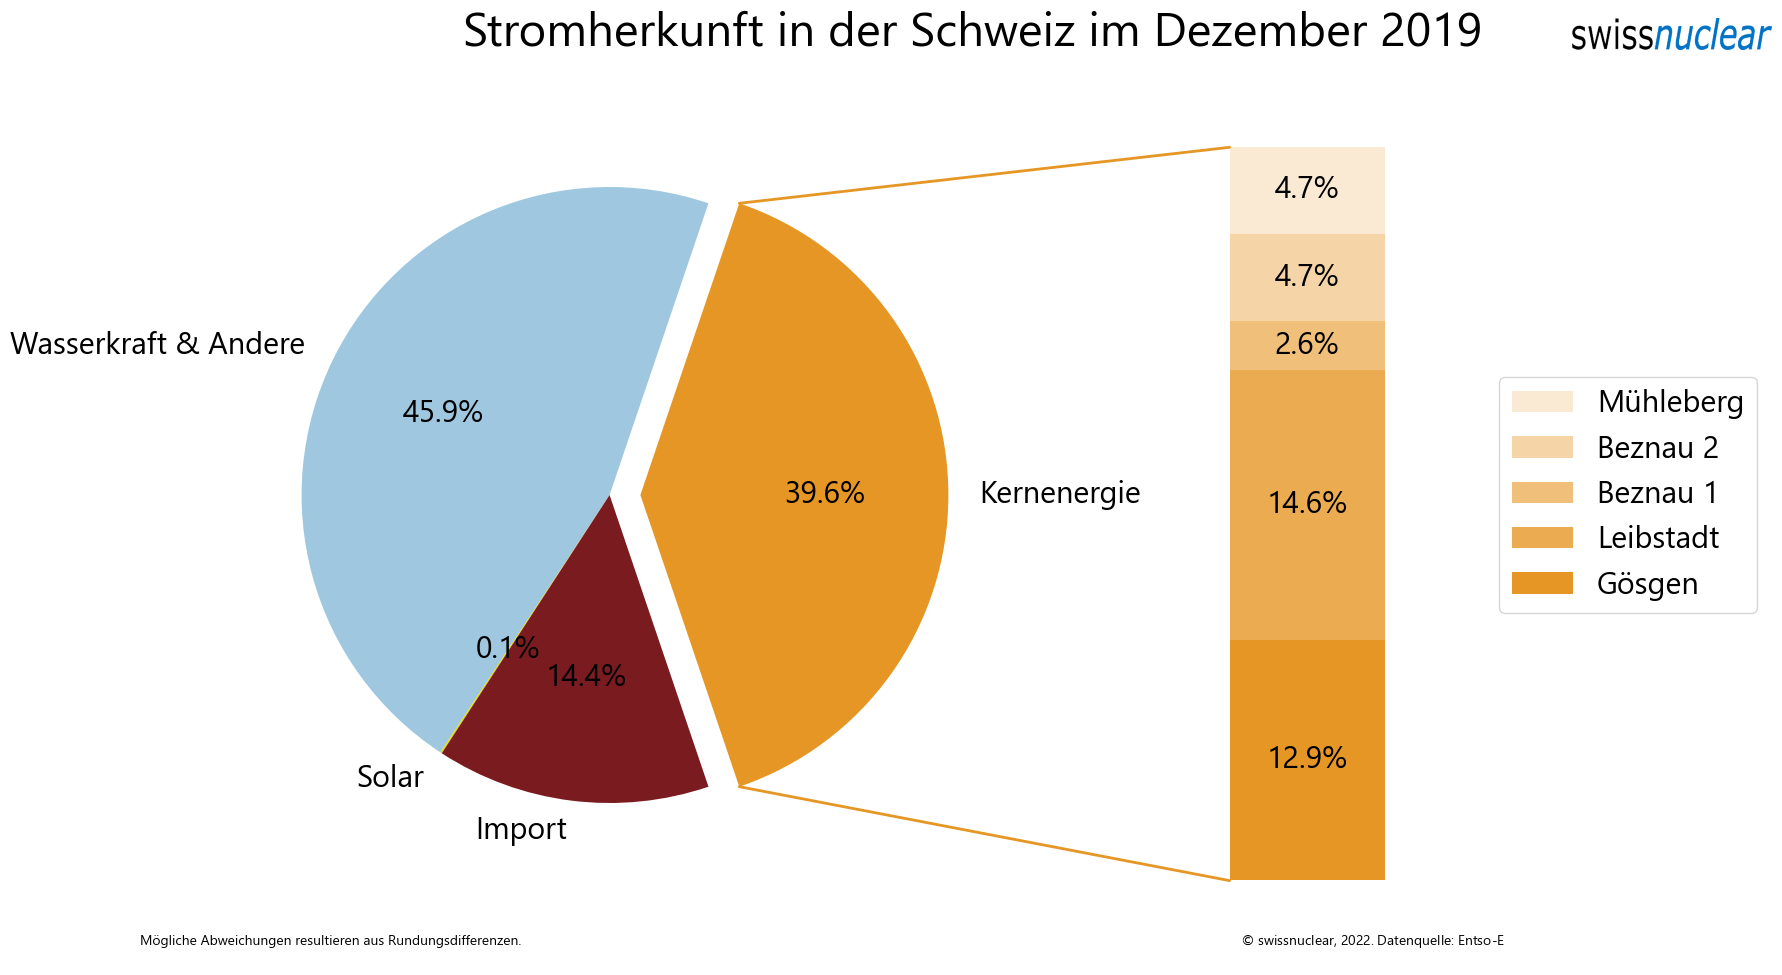 Stromherkunft in der Schweiz im Dezember 2019
swissnuclear
Wasserkraft & Andere
45.9%
0.1%
14.4%
Solar
Import
39.6%
Kernenergie
4.7%
4.7%
2.6%
14.6%
12.9%
Mühleberg
Beznau 2
Beznau 1
Leibstadt
Gösgen
Mögliche Abweichungen resultieren aus Rundungsdifferenzen.
© swissnuclear, 2022. Datenquelle: Entso-E